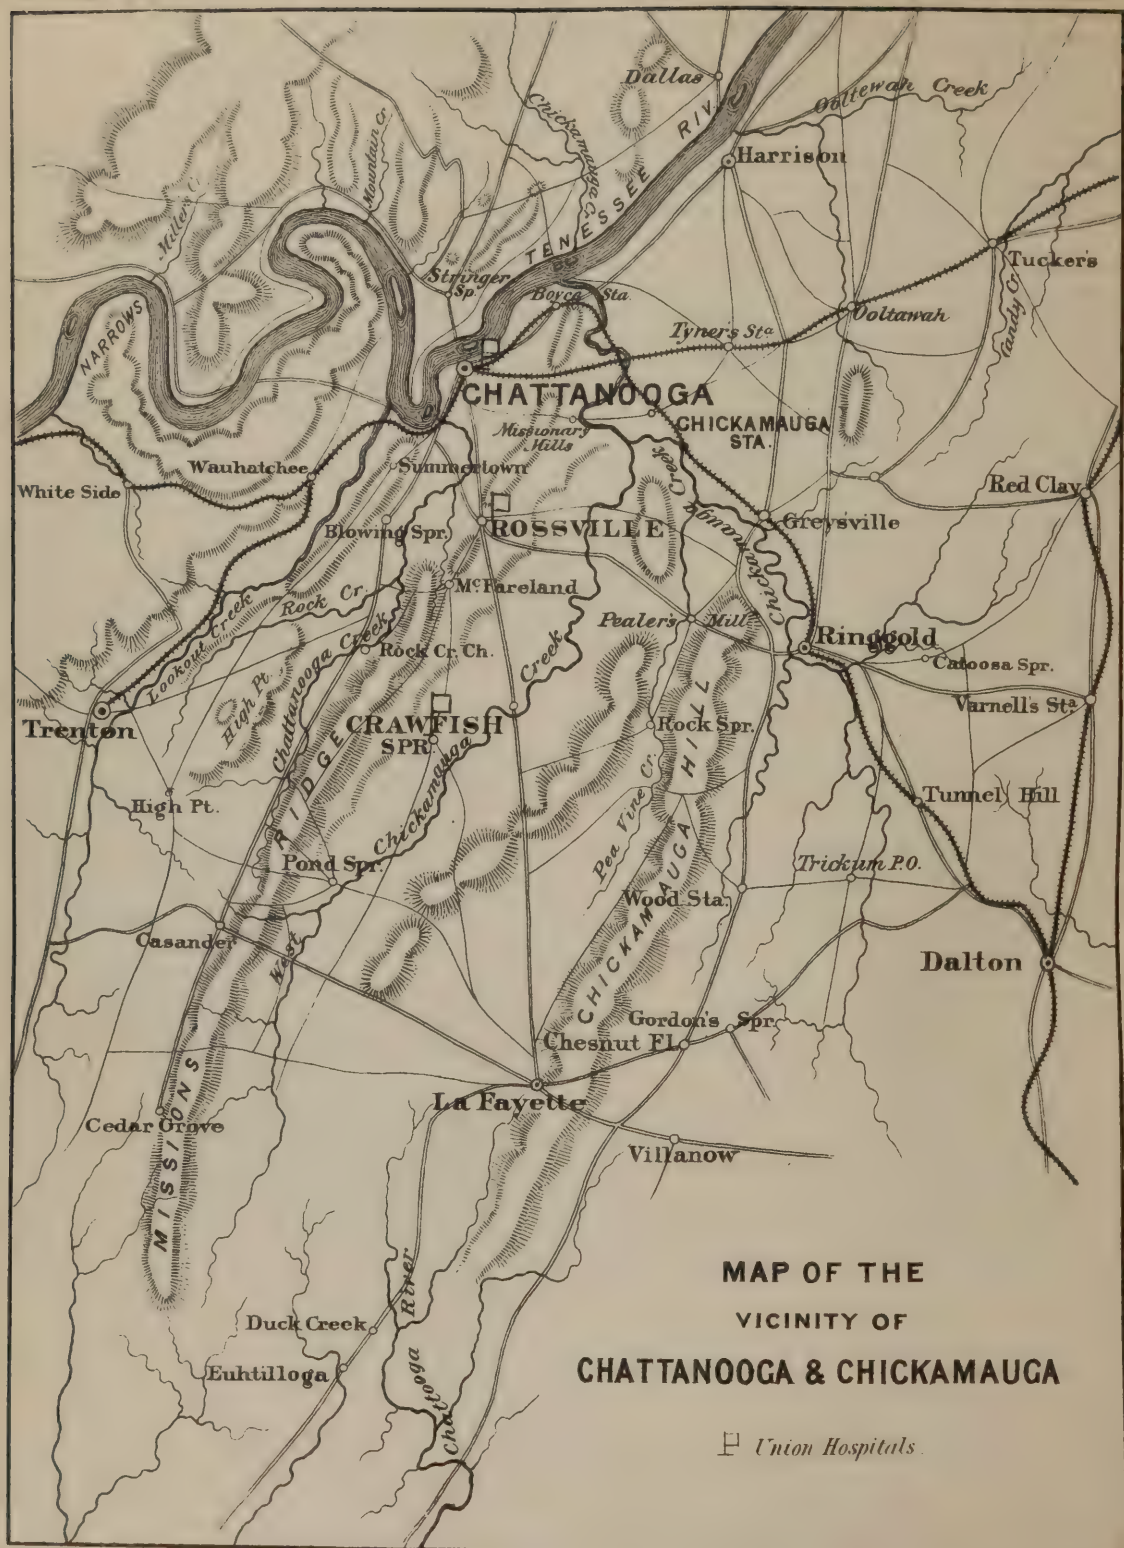 Dallas
Ooltewah Creek
Chickamauga Cr.
Mountain Cr
TENESSEE RIV
Harrison
Miller's Cr.
Tucker's
Stringer
Sp.
Boyce Sta.
Candy Cr.
NARROWS
Ooltawah
Tyners Sta
CHATTANOOGA
Missionary
Hills
CHICKAMAUGA
STA.
Wauhatchee
Summertown
White Side
Red Clay
Blowing Spr.
ROSSVILLE
Chickamauga Creek
Greysville
Chickamauga
McFareland
Rock Cr.
Lookout Creek
Pealer's Mill
Ringgold
Rock Cr. Ch.
Catoosa Spr.
Chattanooga Creek
High Pt.
Creek
Varnell's Sta
Trenton
CRAWFISH
SPR
Rock Spr.
High Pt.
Chickamauga
Pea Vine Cr.
Tunnel Hill
Pond Spr.
Trickum P.O.
Wood Sta.
CHICKAMAUGA HILL
Casander
West
Dalton
Gordon's Spr.
Chesnut Fl.
La Fayette
Cedar Grove
MISSIONS RIDGE
Villanow
Duck Creek
Chattooga River
Euhtilloga
MAP OF THE
VICINITY OF
CHATTANOOGA & CHICKAMAUGA
Union Hospitals.